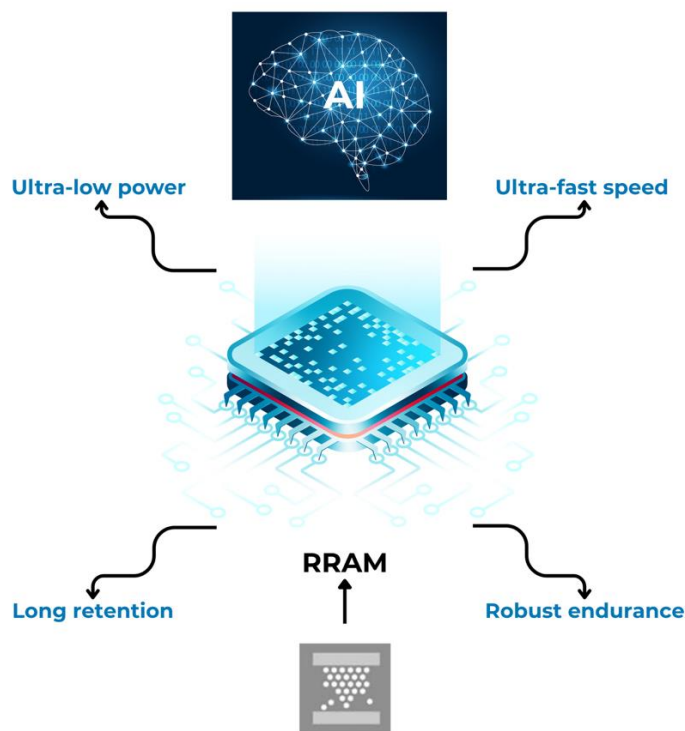 AI
Ultra-low power
Ultra-fast speed
RRAM
Long retention
Robust endurance